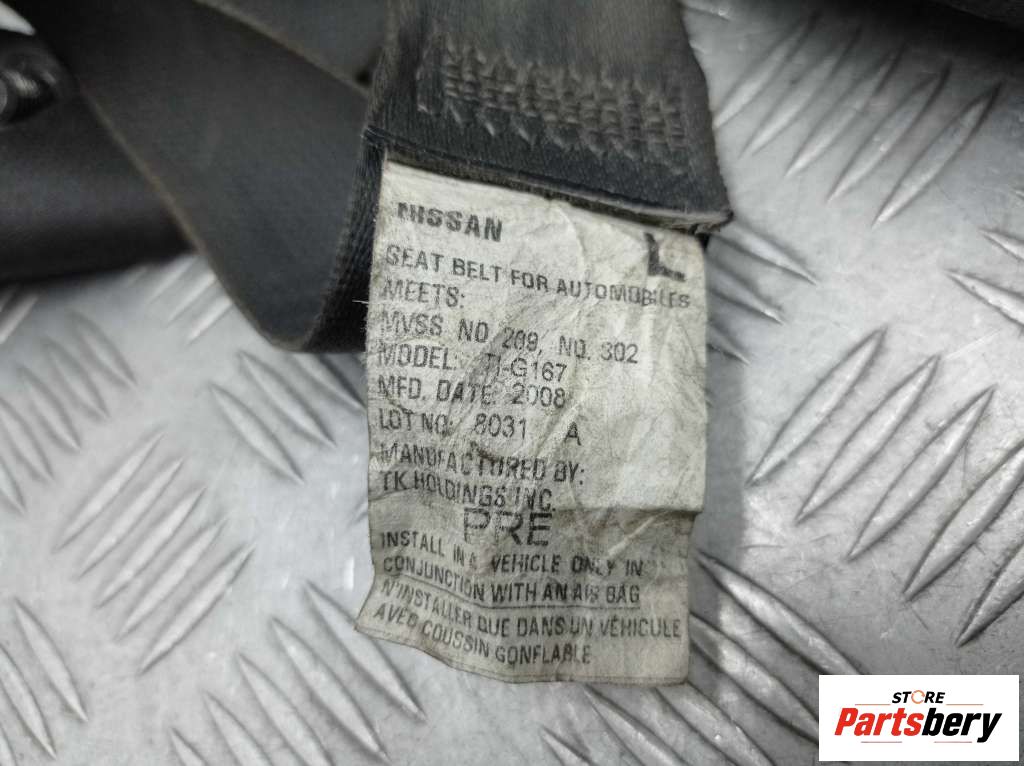 NISSAN L
SEAT BELT FOR AUTOMOBILES
MEETS:
MVSS NO. 209, NO. 302
MODEL: TI-G167
MFD. DATE: 2008
LOT NO: 8031 A
MANUFACTURED BY:
TK HOLDINGS INC.
PRE
INSTALL IN A VEHICLE ONLY IN
CONJUNCTION WITH AN AIR BAG
N'INSTALLER QUE DANS UN VÉHICULE
AVEC COUSSIN GONFLABLE
STORE
Partsbery